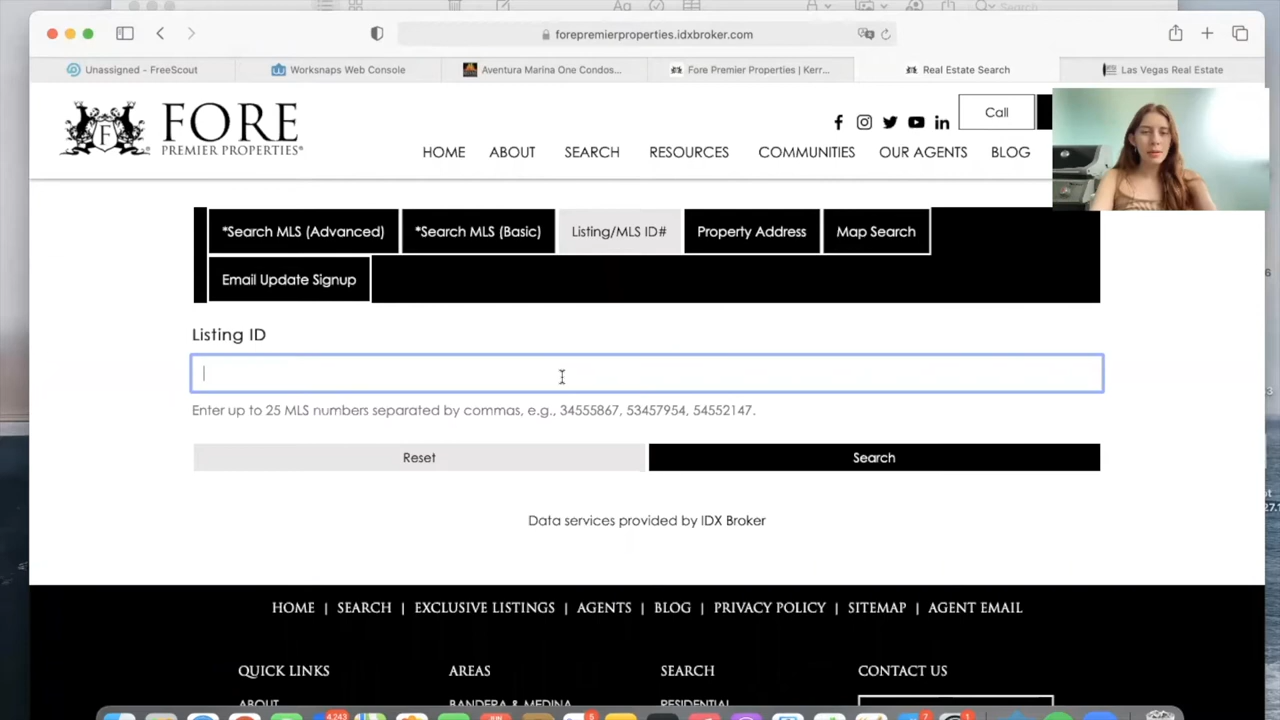 Aa
Search
forepremierproperties.idxbroker.com
Unassigned - FreeScout
Worksnaps Web Console
Aventura Marina One Condos...
Fore Premier Properties | Kerr...
Real Estate Search
Las Vegas Real Estate
F
FORE
PREMIER PROPERTIES®
Call
HOME ABOUT SEARCH RESOURCES COMMUNITIES OUR AGENTS BLOG
*Search MLS (Advanced) *Search MLS (Basic) Listing/MLS ID# Property Address Map Search
Email Update Signup
Listing ID
Enter up to 25 MLS numbers separated by commas, e.g., 34555867, 53457954, 54552147.
Reset Search
Data services provided by IDX Broker
HOME | SEARCH | EXCLUSIVE LISTINGS | AGENTS | BLOG | PRIVACY POLICY | SITEMAP | AGENT EMAIL
QUICK LINKS AREAS SEARCH CONTACT US
ABOUT BANDERA & MEDINA RESIDENTIAL
4,243